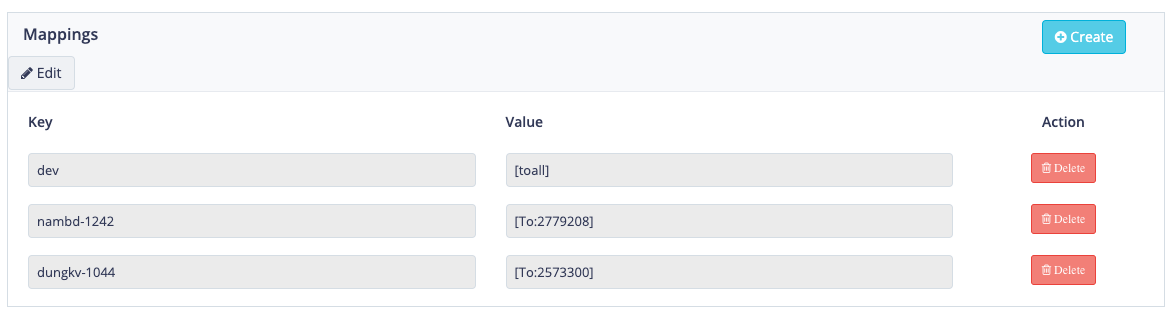 Mappings
Create
Edit
Key Value Action
dev [toall] Delete
nambd-1242 [To:2779208] Delete
dungkv-1044 [To:2573300] Delete